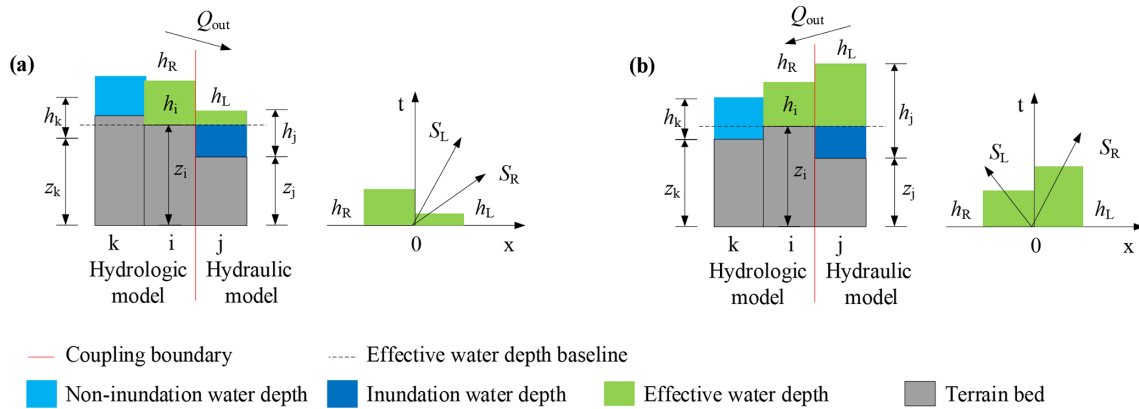 (a)
Q_out
h_R
h_L
h_i
h_k
h_j
z_k
z_i
z_j
k i j
Hydrologic model
Hydraulic model
t
S_L
S_R
h_R
h_L
0
x
(b)
Q_out
h_L
h_R
h_i
h_k
h_j
z_k
z_i
z_j
k i j
Hydrologic model
Hydraulic model
t
S_L
S_R
h_R
h_L
0
x
Coupling boundary
Effective water depth baseline
Non-inundation water depth
Inundation water depth
Effective water depth
Terrain bed